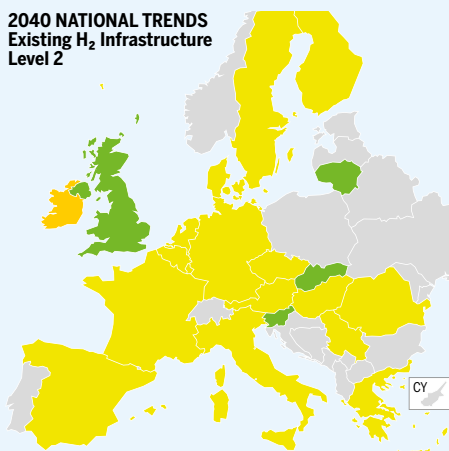 2040 NATIONAL TRENDS
Existing H₂ Infrastructure
Level 2
CY